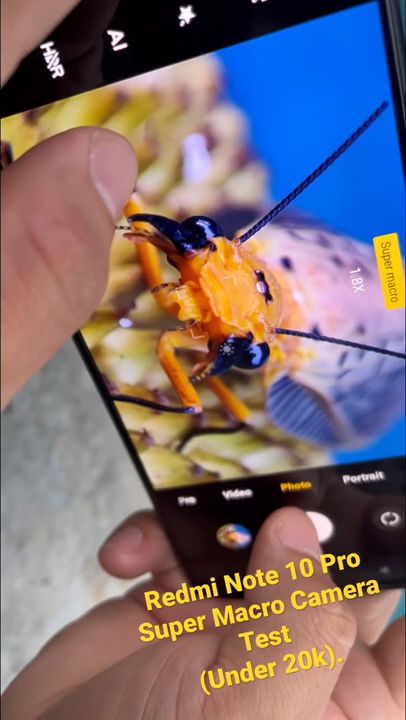 HDR
AI
Super macro
1.8X
Pro
Video
Photo
Portrait
Redmi Note 10 Pro
Super Macro Camera
Test
(Under 20k).